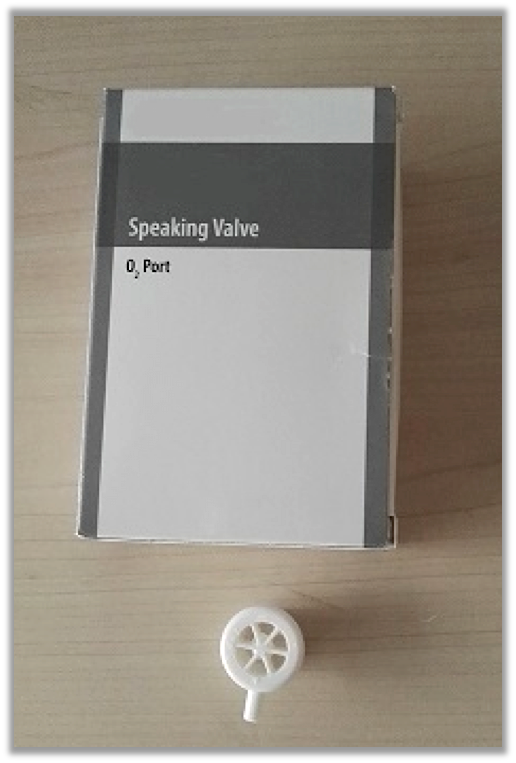 Speaking Valve
O₂ Port